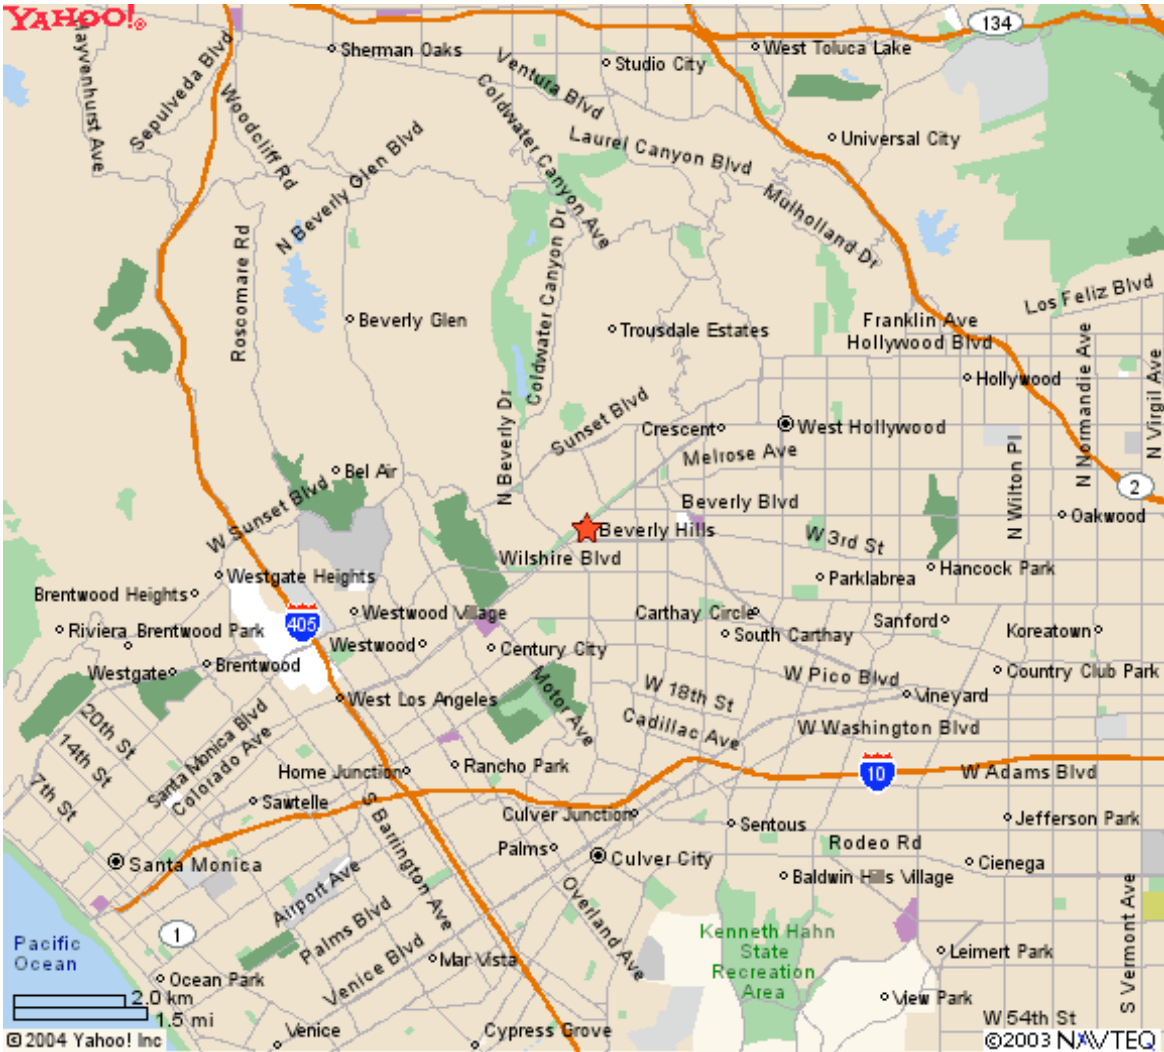 YAHOO!®
134
Sherman Oaks
Ventura Blvd
Studio City
West Toluca Lake
Hayvenhurst Ave
Sepulveda Blvd
Woodcliff Rd
N Beverly Glen Blvd
Coldwater Canyon Ave
Laurel Canyon Blvd
Universal City
Mulholland Dr
Roscomare Rd
Coldwater Canyon Dr
Los Feliz Blvd
Beverly Glen
Trousdale Estates
Franklin Ave
Hollywood Blvd
Hollywood
N Normandie Ave
N Virgil Ave
N Beverly Dr
Sunset Blvd
Crescent
West Hollywood
Melrose Ave
Bel Air
W Sunset Blvd
Beverly Blvd
N Wilton Pl
2
Oakwood
Beverly Hills
W 3rd St
Wilshire Blvd
Westgate Heights
Parklabrea
Hancock Park
Brentwood Heights
405
Westwood Village
Carthay Circle
Sanford
Riviera
Brentwood Park
Westwood
Century City
South Carthay
Koreatown
Westgate
Brentwood
W Pico Blvd
Country Club Park
West Los Angeles
Motor Ave
W 18th St
Vineyard
20th St
14th St
7th St
Santa Monica Blvd
Colorado Ave
Cadillac Ave
W Washington Blvd
Home Junction
Rancho Park
10
W Adams Blvd
Sawtelle
S Barrington Ave
Culver Junction
Sentous
Jefferson Park
Rodeo Rd
Santa Monica
Palms
Culver City
Cienega
Baldwin Hills Village
Airport Ave
Overland Ave
S Vermont Ave
1
Palms Blvd
Kenneth Hahn
State
Recreation
Area
Pacific
Ocean
Venice Blvd
Mar Vista
Leimert Park
Ocean Park
2.0 km
1.5 mi
View Park
Venice
Cypress Grove
W 54th St
© 2004 Yahoo! Inc
©2003 NAVTEQ